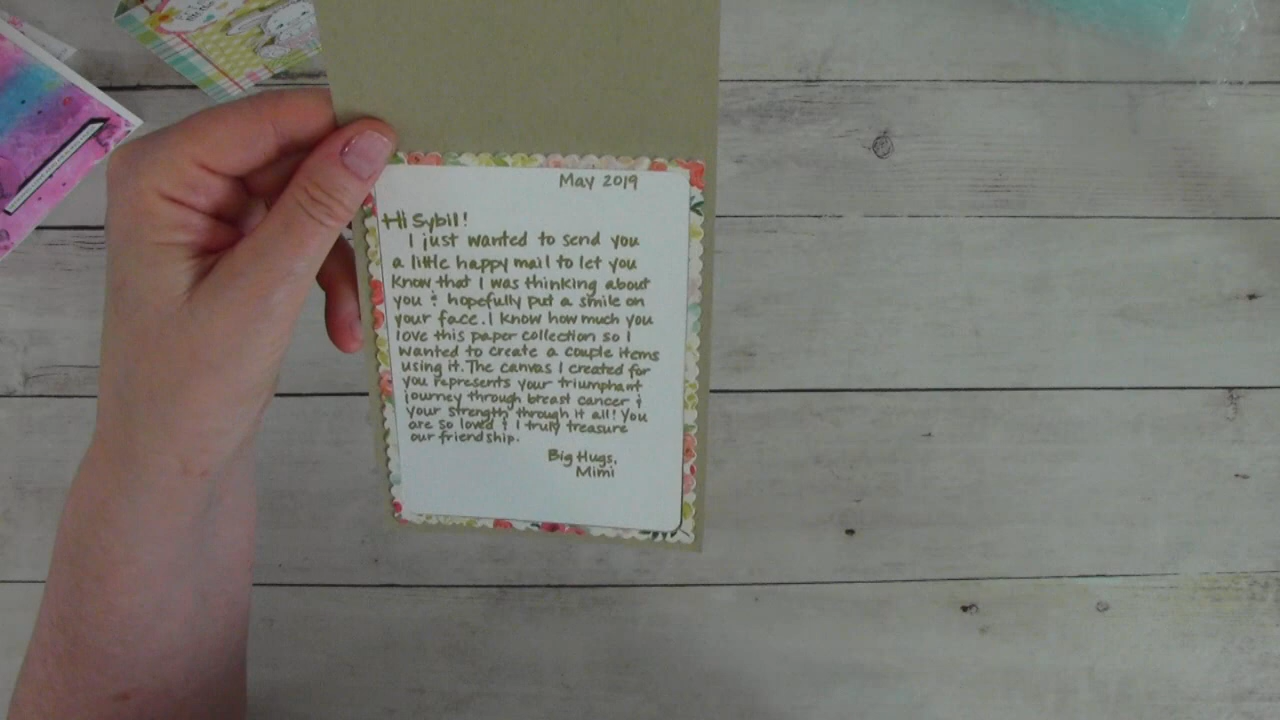 May 2019
Hi Sybil!
I just wanted to send you
a little happy mail to let you
know that I was thinking about
you & hopefully put a smile on
your face. I know how much you
love this paper collection so I
wanted to create a couple items
using it. The canvas I created for
you represents your triumphant
journey through breast cancer &
your strength through it all! You
are so loved & I truly treasure
our friendship.
Big Hugs,
Mimi